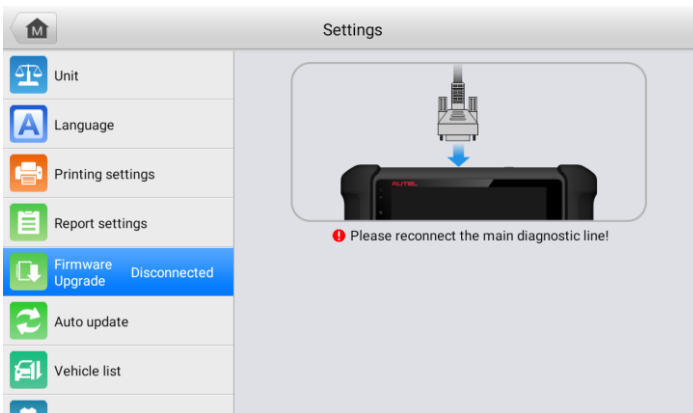 Settings
Unit
Language
Printing settings
Report settings
Firmware
Upgrade
Disconnected
Auto update
Vehicle list
AUTEL
Please reconnect the main diagnostic line!